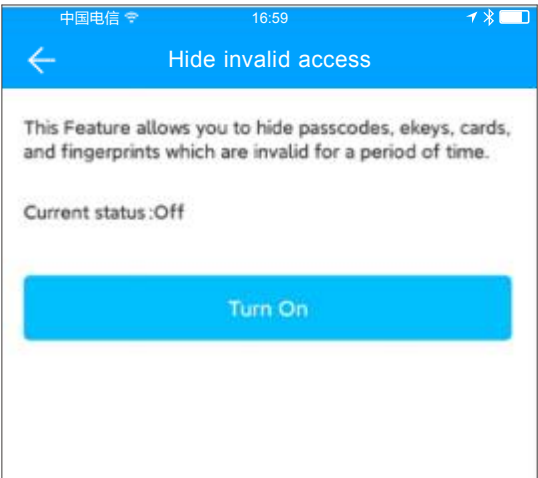 中国电信 16:59
Hide invalid access
This Feature allows you to hide passcodes, ekeys, cards,
and fingerprints which are invalid for a period of time.
Current status :Off
Turn On